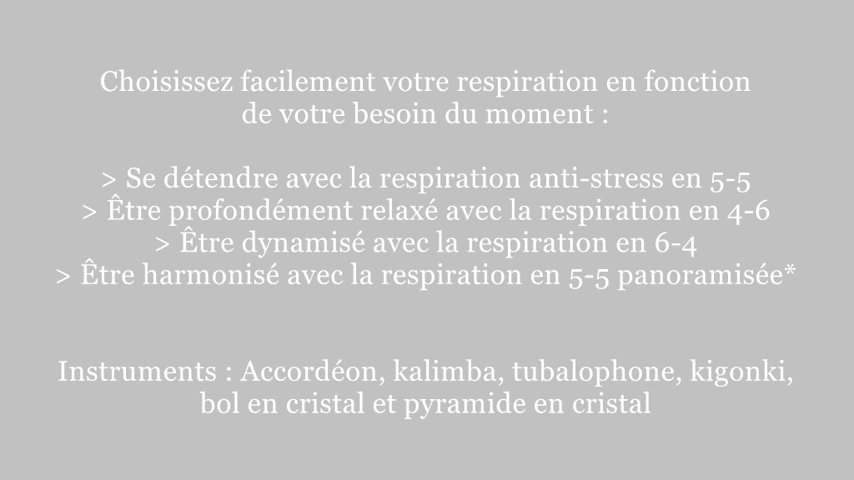 Choisissez facilement votre respiration en fonction
de votre besoin du moment :
> Se détendre avec la respiration anti-stress en 5-5
> Être profondément relaxé avec la respiration en 4-6
> Être dynamisé avec la respiration en 6-4
> Être harmonisé avec la respiration en 5-5 panoramisée*
Instruments : Accordéon, kalimba, tubalophone, kigonki,
bol en cristal et pyramide en cristal